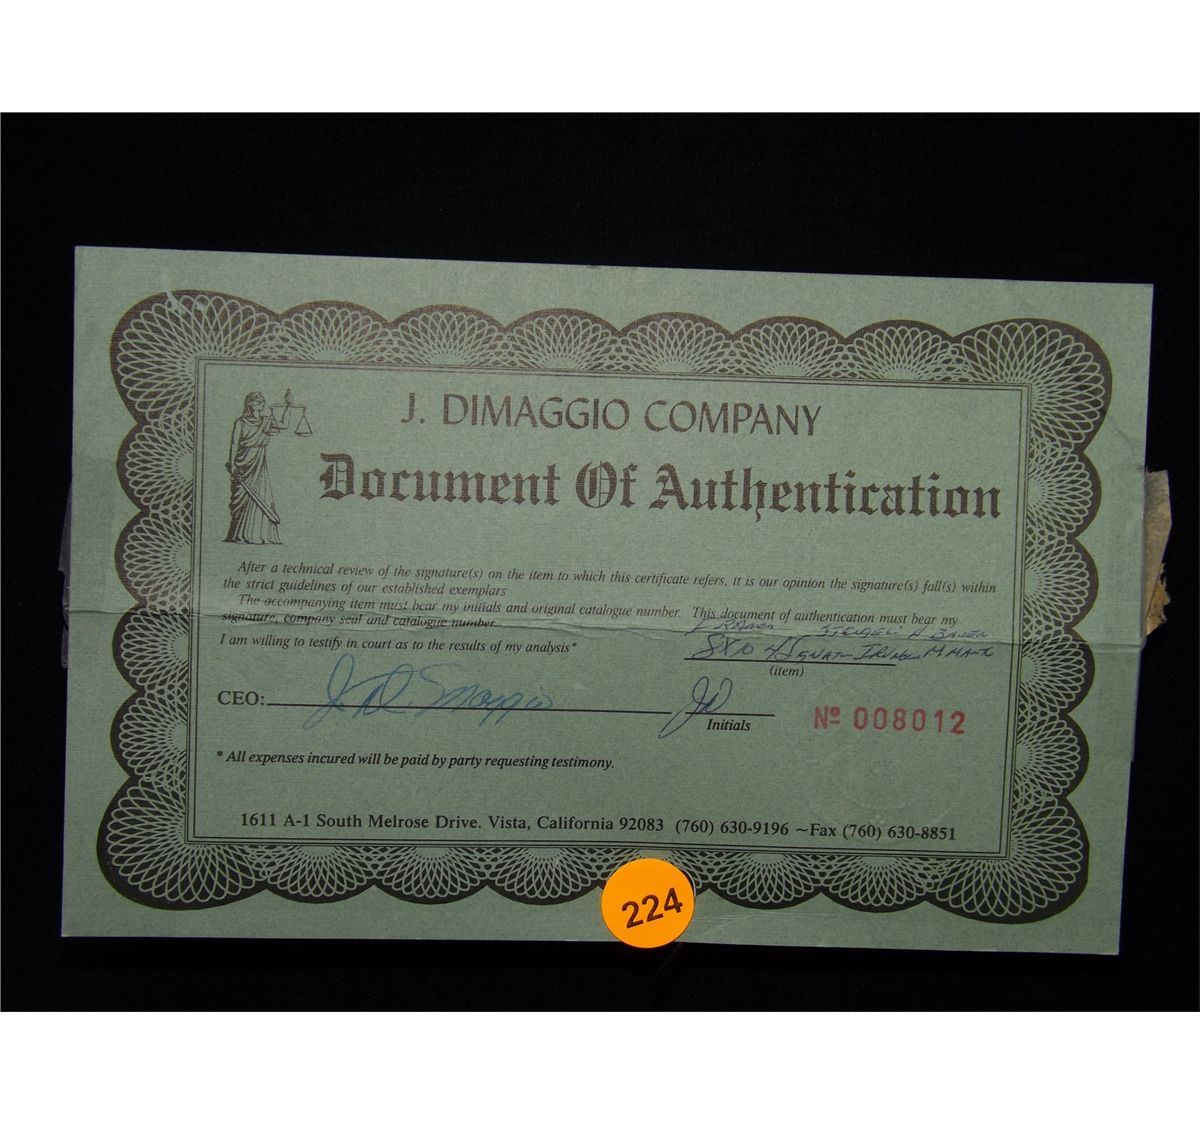 J. DIMAGGIO COMPANY
Document Of Authentication
After a technical review of the signature(s) on the item to which this certificate refers, it is our opinion the signature(s) fall(s) within
the strict guidelines of our established exemplars
The accompanying item must bear my initials and original catalogue number. This document of authentication must bear my
signature, company seal and catalogue number.
I am willing to testify in court as to the results of my analysis*
8X10 4
(item)
CEO: J. D. Maggio
JD
Initials
Nº 008012
* All expenses incured will be paid by party requesting testimony.
1611 A-1 South Melrose Drive. Vista, California 92083 (760) 630-9196 ~Fax (760) 630-8851
224